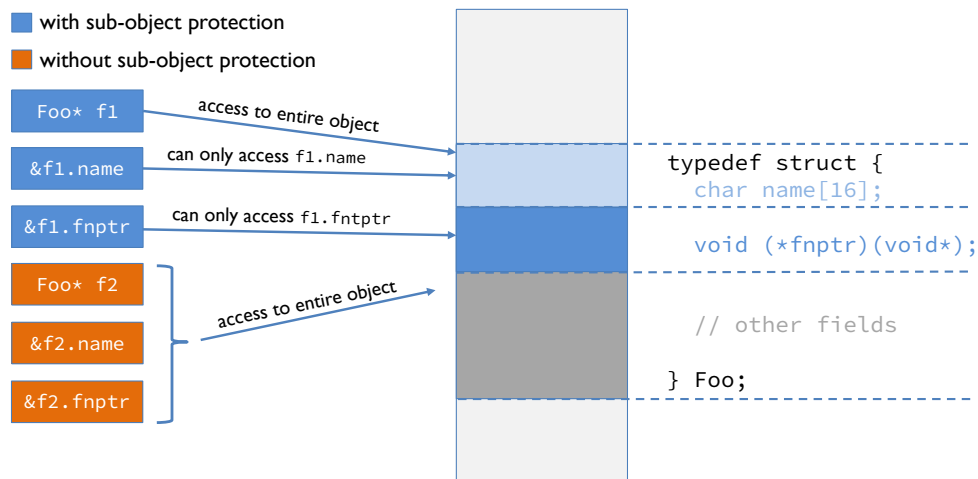 with sub-object protection
without sub-object protection
Foo* f1
access to entire object
&f1.name
can only access f1.name
&f1.fnptr
can only access f1.fntptr
Foo* f2
&f2.name
&f2.fnptr
access to entire object
typedef struct {
char name[16];
void (*fnptr)(void*);
// other fields
} Foo;